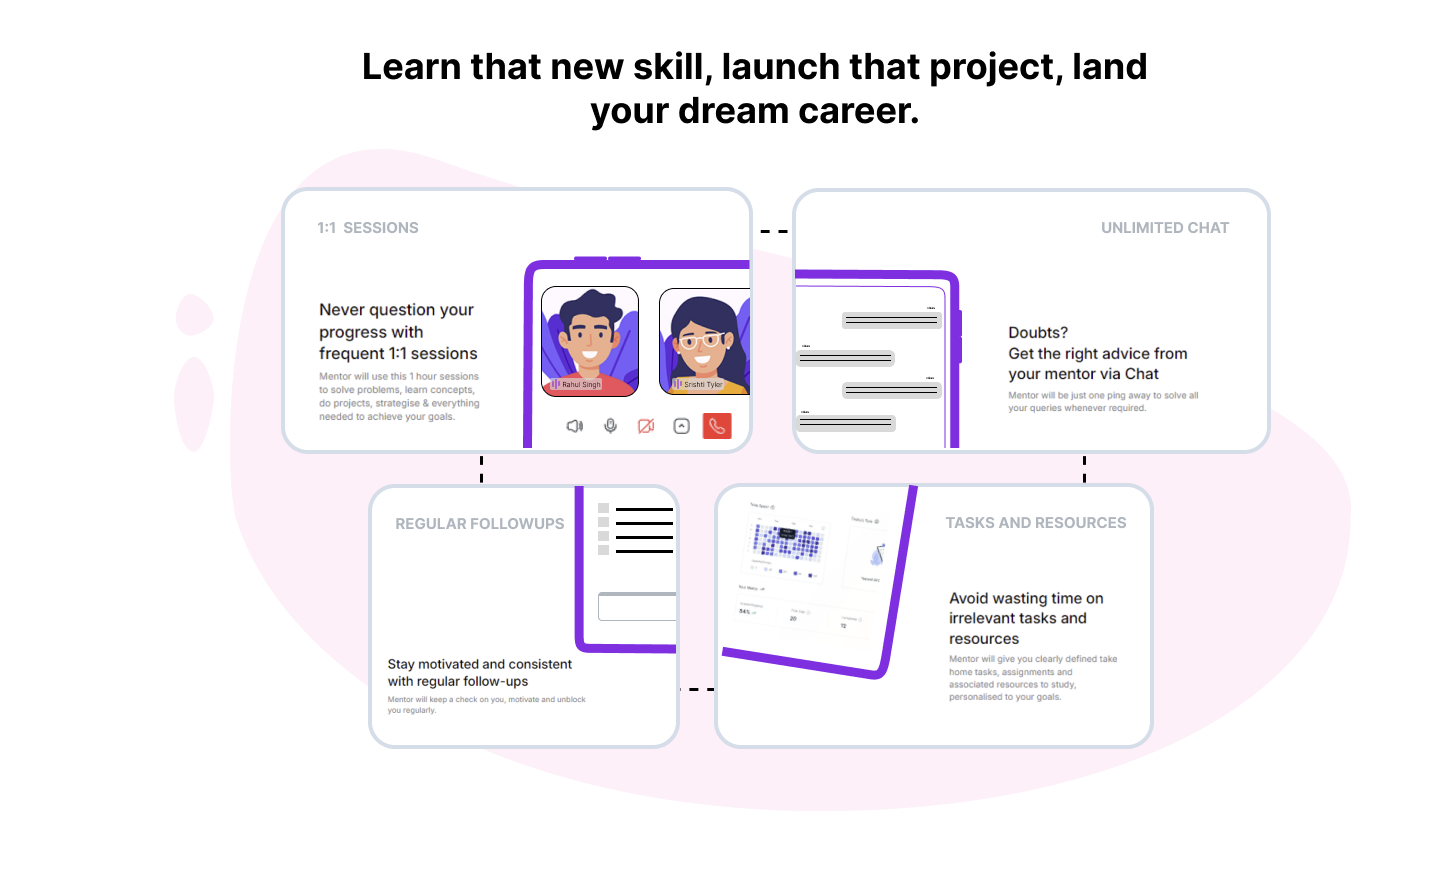 Learn that new skill, launch that project, land
your dream career.
1:1 SESSIONS
Never question your
progress with
frequent 1:1 sessions
Mentor will use this 1 hour sessions
to solve problems, learn concepts,
do projects, strategise & everything
needed to achieve your goals.
Rahul Singh
Srishti Tyler
UNLIMITED CHAT
Doubts?
Get the right advice from
your mentor via Chat
Mentor will be just one ping away to solve all
your queries whenever required.
REGULAR FOLLOWUPS
Stay motivated and consistent
with regular follow-ups
Mentor will keep a check on you, motivate and unblock
you regularly.
TASKS AND RESOURCES
Time Spent
84%
20
12
Avoid wasting time on
irrelevant tasks and
resources
Mentor will give you clearly defined take
home tasks, assignments and
associated resources to study,
personalised to your goals.